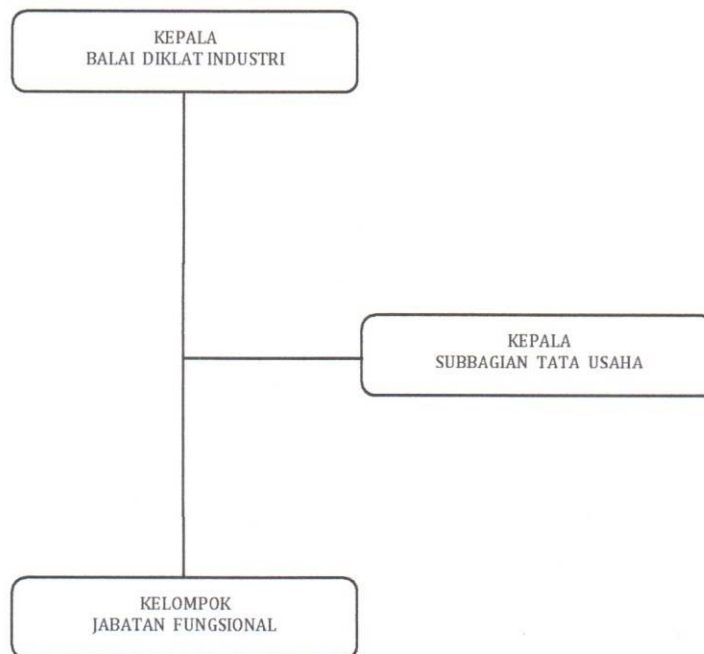 KEPALA
BALAI DIKLAT INDUSTRI
KEPALA
SUBBAGIAN TATA USAHA
KELOMPOK
JABATAN FUNGSIONAL